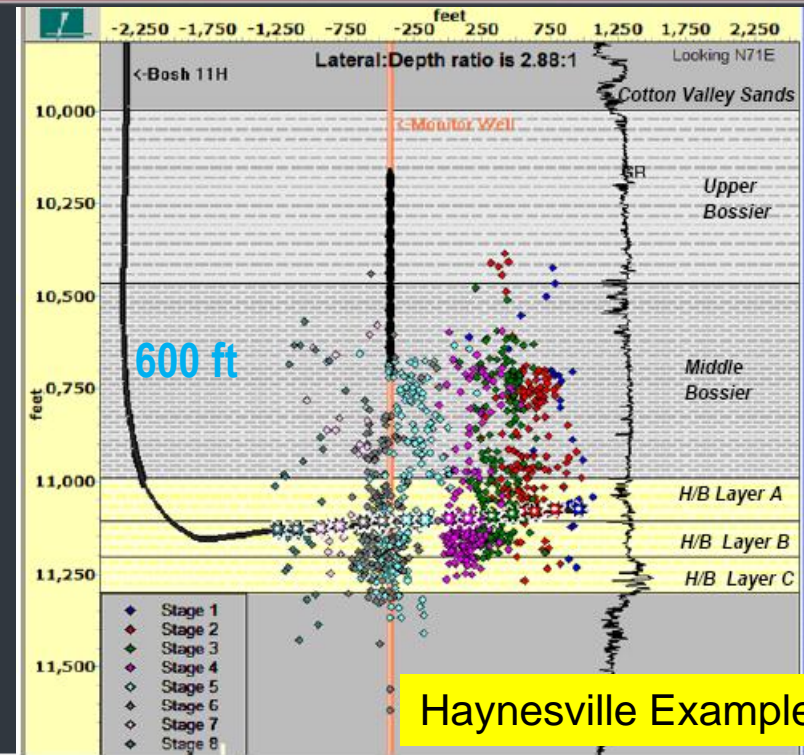 feet
-2,250 -1,750 -1,250 -750 -250 250 750 1,250 1,750 2,250
Lateral:Depth ratio is 2.88:1
Looking N71E
<-Bosh 11H
Cotton Valley Sands
10,000
<-Monitor Well
GR
Upper
Bossier
10,250
10,500
600 ft
0,750
feet
Middle
Bossier
11,000
H/B Layer A
H/B Layer B
11,250
H/B Layer C
Stage 1
Stage 2
Stage 3
Stage 4
Stage 5
Stage 6
Stage 7
Stage 8
11,500
Haynesville Example